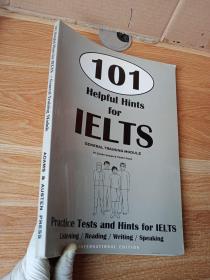 101
Helpful Hints
for
IELTS
GENERAL TRAINING MODULE
Practice Tests and Hints for IELTS
Listening / Reading / Writing / Speaking
INTERNATIONAL EDITION
ADAMS & AUSTEN PRESS